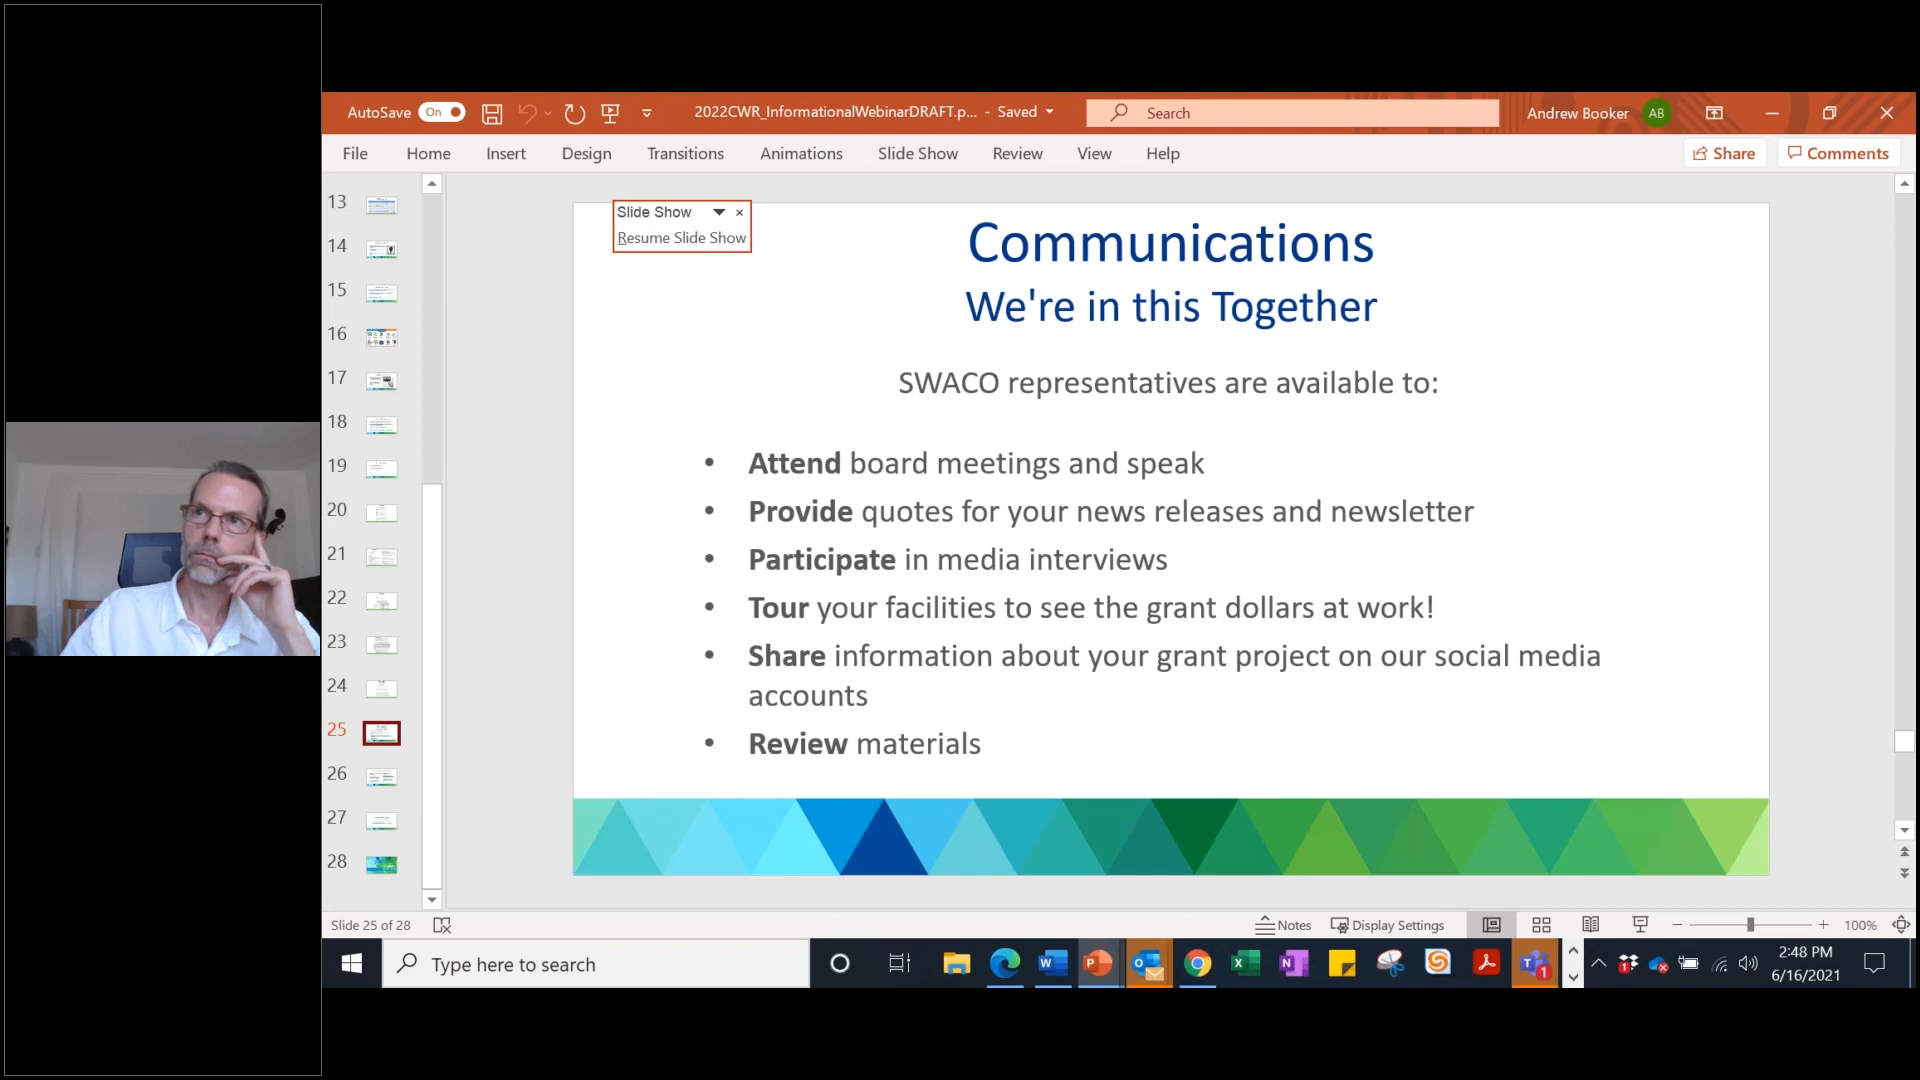 AutoSave On 2022CWR_InformationalWebinarDRAFT.p... - Saved Search Andrew Booker AB
File Home Insert Design Transitions Animations Slide Show Review View Help Share Comments
13
14
15
16
17
18
19
20
21
22
23
24
25
26
27
28
Slide Show
Resume Slide Show
Communications
We're in this Together
SWACO representatives are available to:
• Attend board meetings and speak
• Provide quotes for your news releases and newsletter
• Participate in media interviews
• Tour your facilities to see the grant dollars at work!
• Share information about your grant project on our social media
accounts
• Review materials
Slide 25 of 28 Notes Display Settings 100%
Type here to search
2:48 PM
6/16/2021